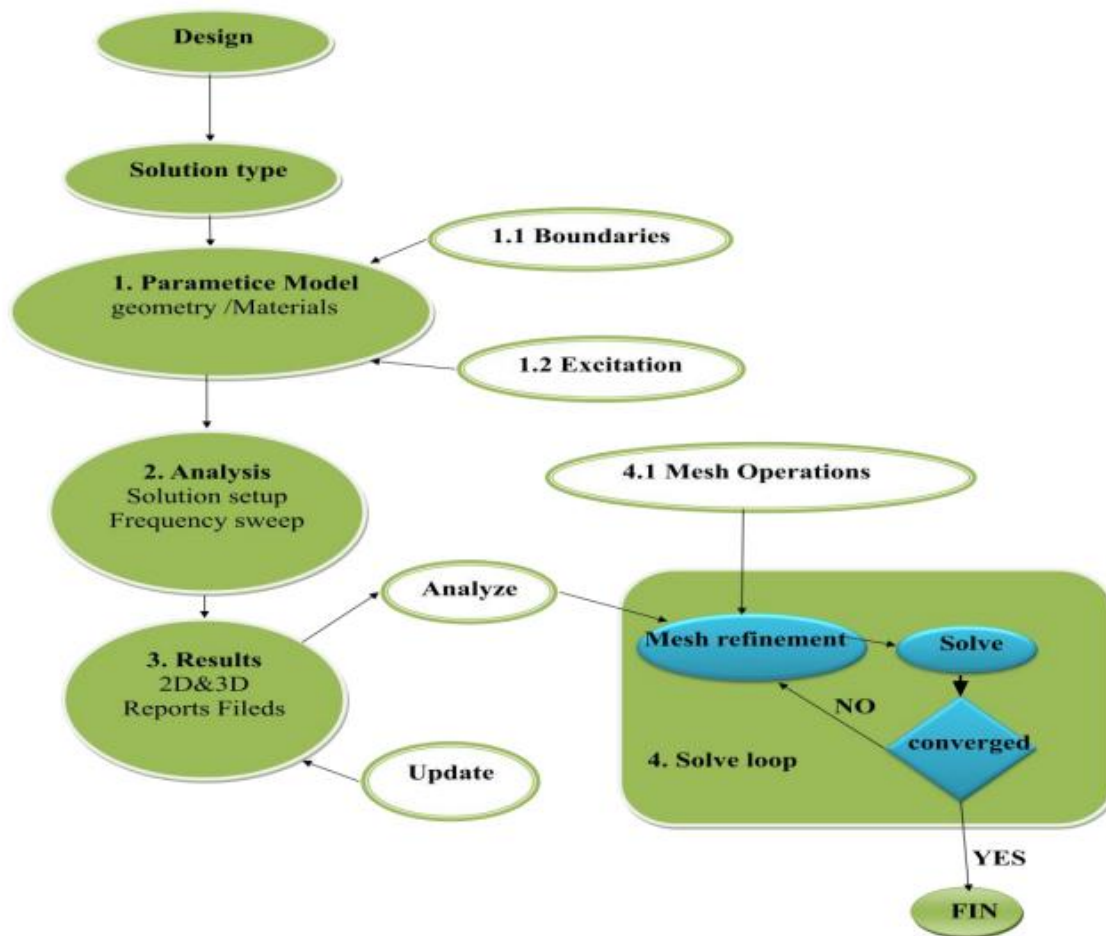 Design
Solution type
1.1 Boundaries
1. Parametice Model
geometry /Materials
1.2 Excitation
2. Analysis
Solution setup
Frequency sweep
4.1 Mesh Operations
Analyze
Mesh refinement
Solve
3. Results
2D&3D
Reports Fileds
NO
converged
4. Solve loop
Update
YES
FIN